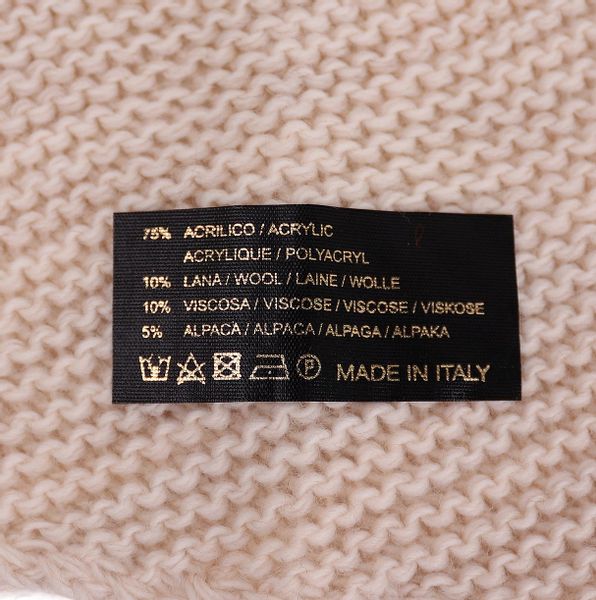 75% ACRILICO / ACRYLIC
ACRYLIQUE / POLYACRYL
10% LANA / WOOL / LAINE / WOLLE
10% VISCOSA / VISCOSE / VISCOSE / VISKOSE
5% ALPACA / ALPACA / ALPAGA / ALPAKA
P MADE IN ITALY